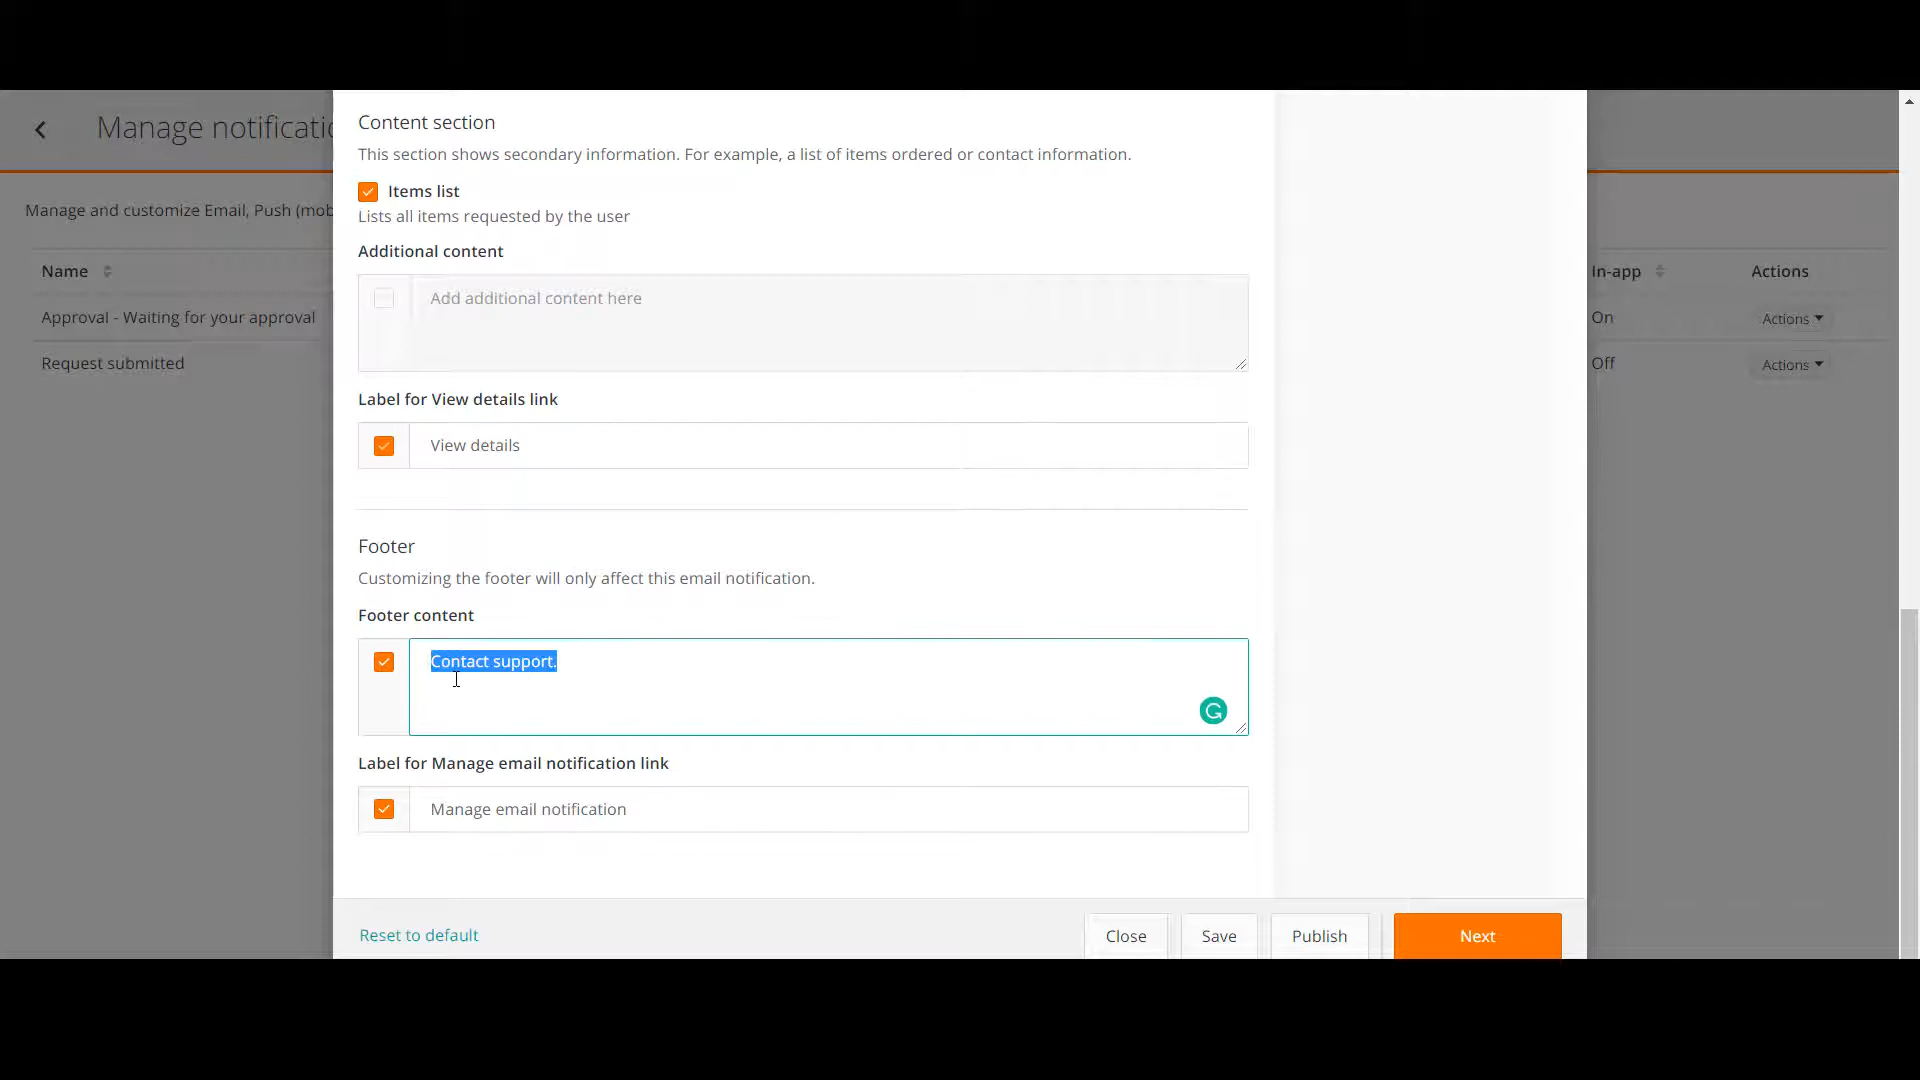 Content section
Manage notificatio
This section shows secondary information. For example, a list of items ordered or contact information.
Items list
Manage and customize Email, Push (mob
Lists all items requested by the user
Additional content
Name
In-app
Actions
Add additional content here
Approval - Waiting for your approval
On
Actions
Request submitted
Off
Actions
Label for View details link
View details
Footer
Customizing the footer will only affect this email notification.
Footer content
Contact support.
Label for Manage email notification link
Manage email notification
Reset to default
Close
Save
Publish
Next